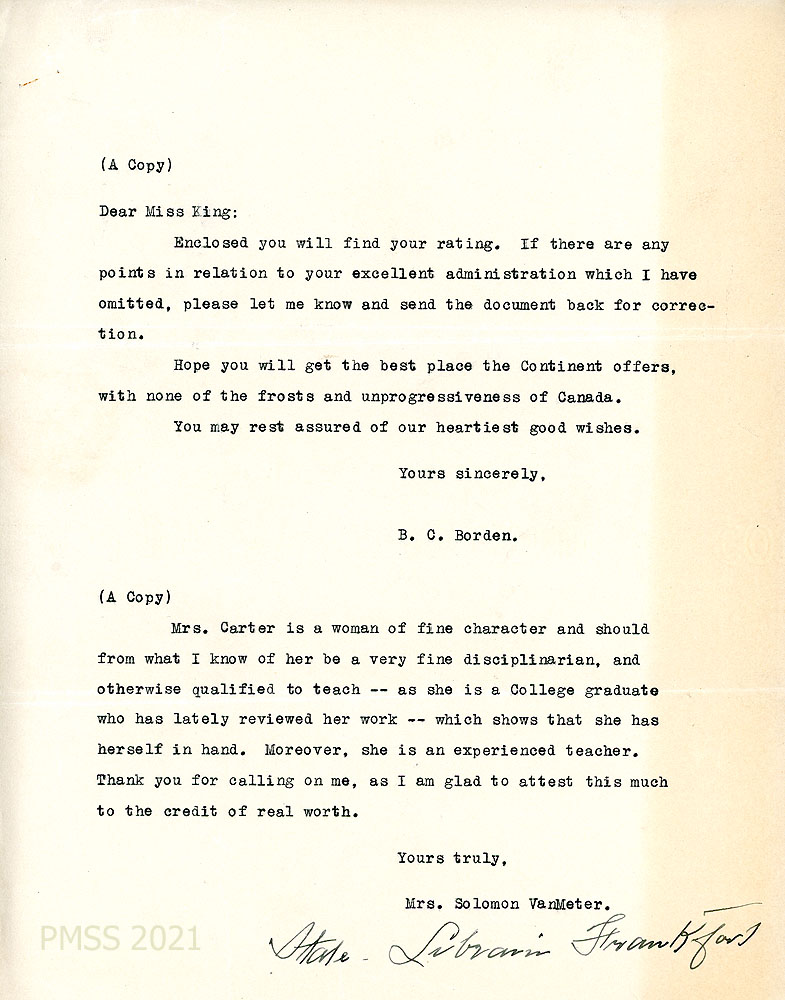 (A Copy)
Dear Miss King:
Enclosed you will find your rating. If there are any
points in relation to your excellent administration which I have
omitted, please let me know and send the document back for correc-
tion.
Hope you will get the best place the Continent offers,
with none of the frosts and unprogressiveness of Canada.
You may rest assured of our heartiest good wishes.
Yours sincerely,
B. C. Borden.
(A Copy)
Mrs. Carter is a woman of fine character and should
from what I know of her be a very fine disciplinarian, and
otherwise qualified to teach -- as she is a College graduate
who has lately reviewed her work -- which shows that she has
herself in hand. Moreover, she is an experienced teacher.
Thank you for calling on me, as I am glad to attest this much
to the credit of real worth.
Yours truly,
Mrs. Solomon VanMeter.
State - Frankfort
PMSS 2021